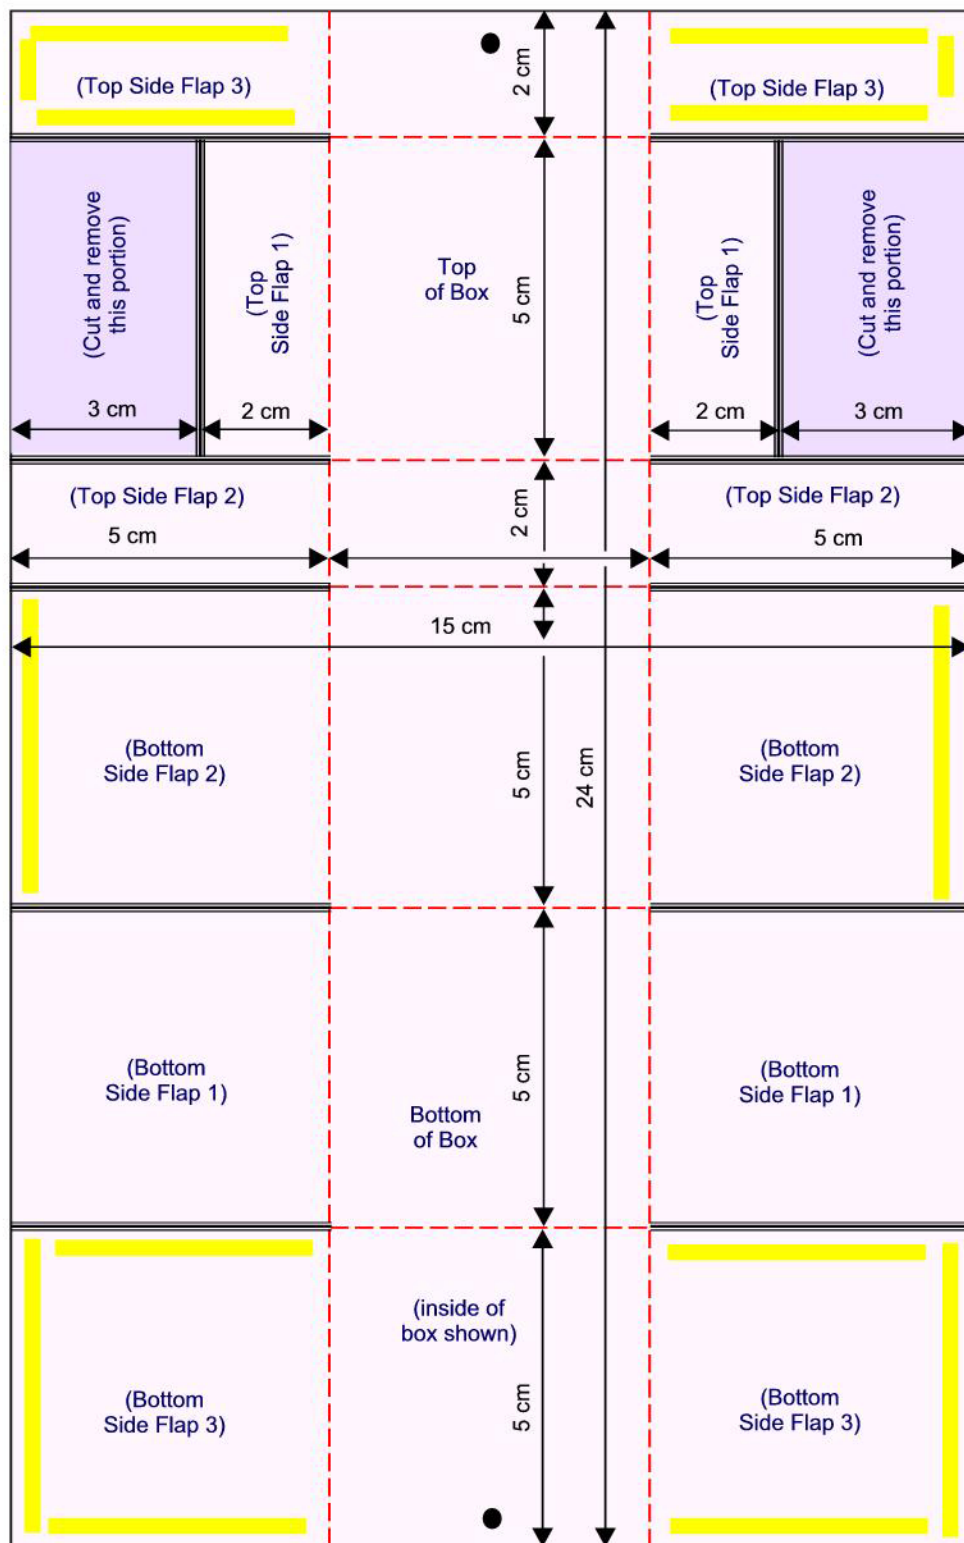 (Top Side Flap 3)
2 cm
(Top Side Flap 3)
(Cut and remove
this portion)
(Top
Side Flap 1)
Top
of Box
5 cm
(Top
Side Flap 1)
(Cut and remove
this portion)
3 cm
2 cm
2 cm
3 cm
(Top Side Flap 2)
2 cm
(Top Side Flap 2)
5 cm
5 cm
15 cm
(Bottom
Side Flap 2)
5 cm
24 cm
(Bottom
Side Flap 2)
(Bottom
Side Flap 1)
5 cm
(Bottom
Side Flap 1)
Bottom
of Box
(inside of
box shown)
(Bottom
Side Flap 3)
5 cm
(Bottom
Side Flap 3)